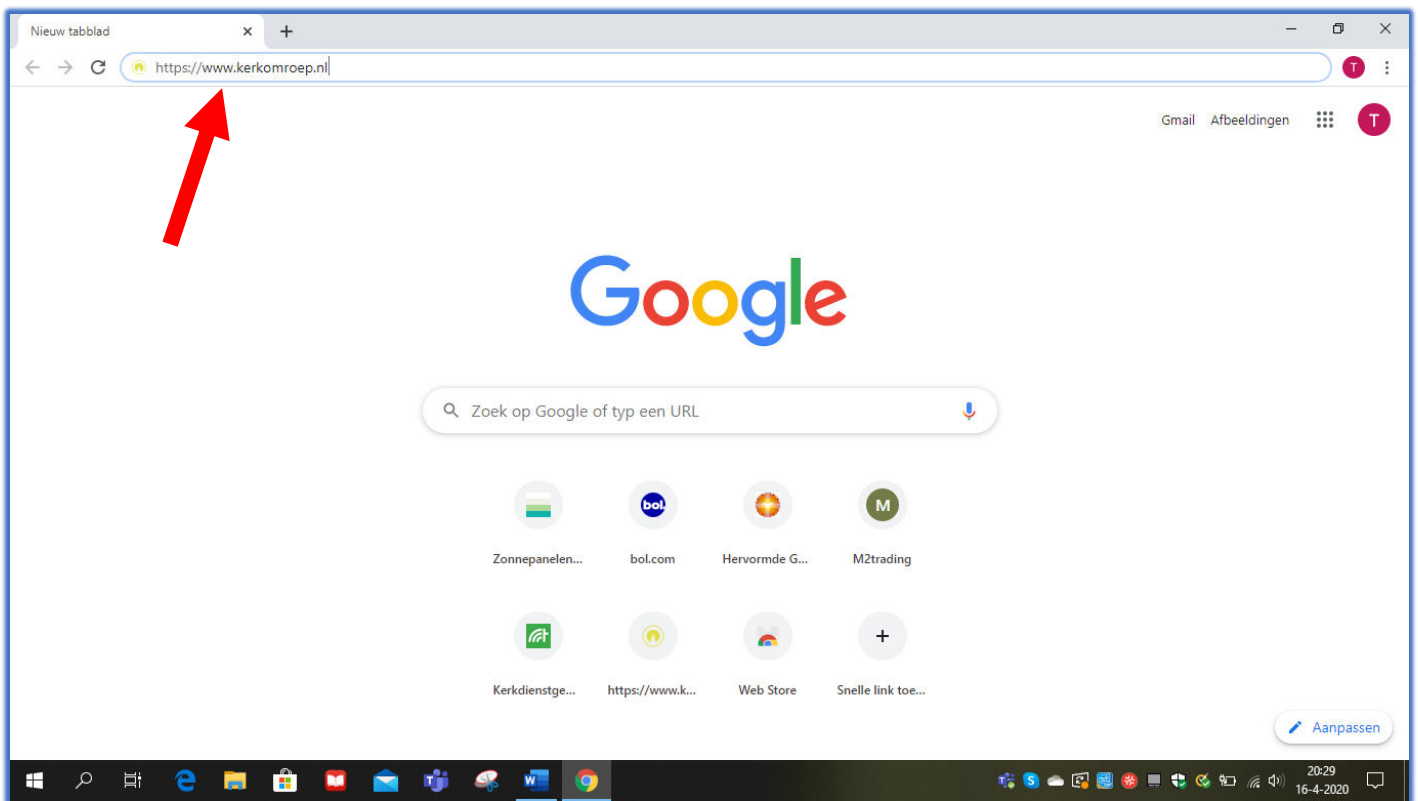 Nieuw tabblad
https://www.kerkomroep.nl
T
Gmail Afbeeldingen
T
Google
Zoek op Google of typ een URL
bol.
M
Zonnepanelen... bol.com Hervormde G... M2trading
Kerkdienstge... https://www.k... Web Store Snelle link toe...
Aanpassen
20:29
16-4-2020